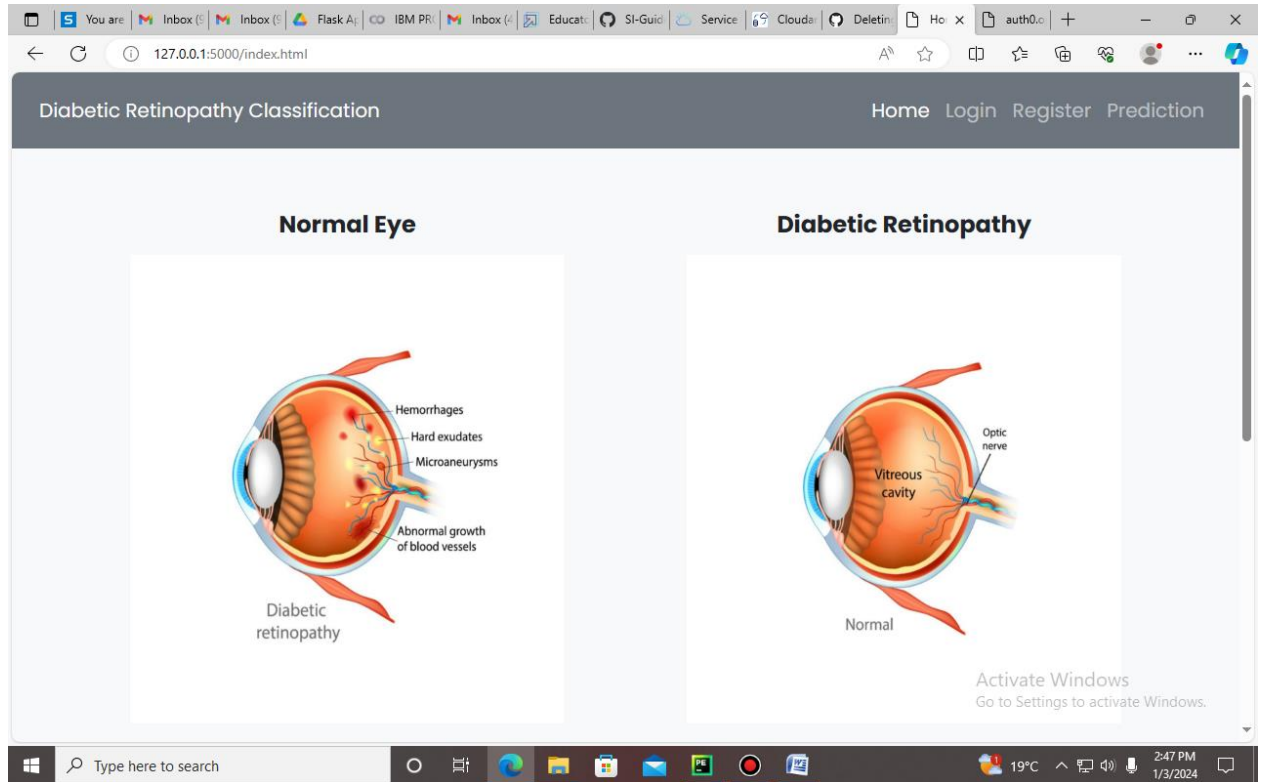 You are
Inbox (
Inbox (
Flask A
IBM PR
Inbox (
Educat
SI-Guid
Service
Clouda
Deleting
Ho
auth0.o
127.0.0.1:5000/index.html
Diabetic Retinopathy Classification
Home Login Register Prediction
Normal Eye
Diabetic Retinopathy
Hemorrhages
Hard exudates
Microaneurysms
Abnormal growth
of blood vessels
Diabetic
retinopathy
Optic
nerve
Vitreous
cavity
Normal
Activate Windows
Go to Settings to activate Windows.
Type here to search
19°C
2:47 PM
1/3/2024